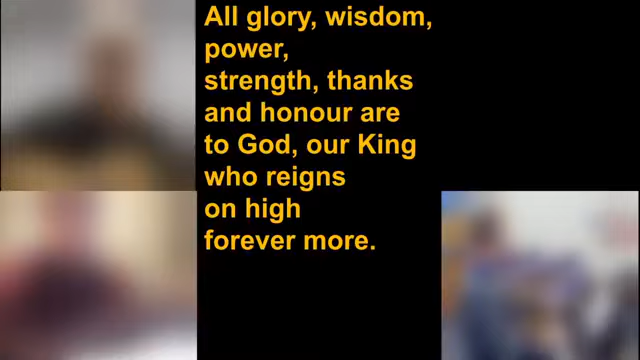 All glory, wisdom,
power,
strength, thanks
and honour are
to God, our King
who reigns
on high
forever more.